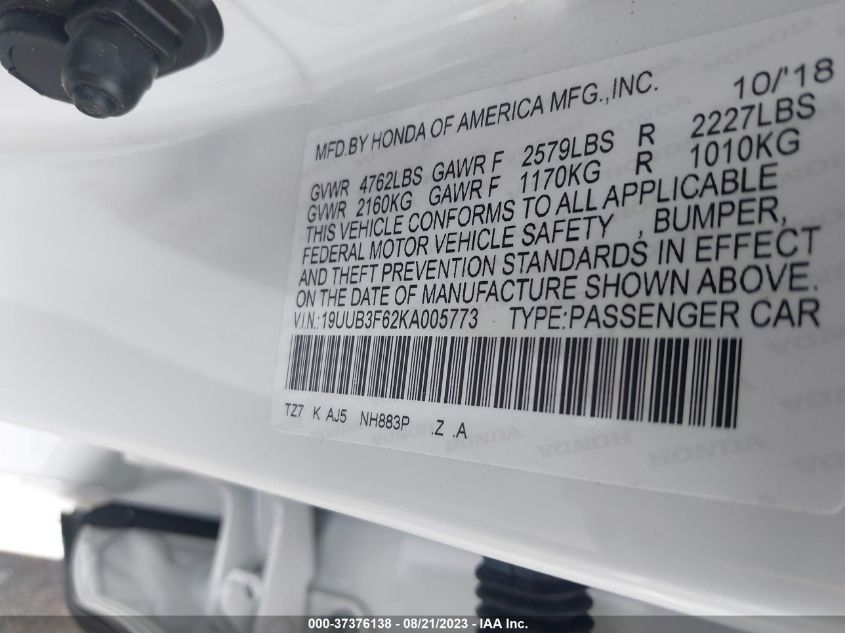 MFD.BY HONDA OF AMERICA MFG.,INC. 10/'18
GVWR 4762LBS GAWR F 2579LBS R 2227LBS
GVWR 2160KG GAWR F 1170KG R 1010KG
THIS VEHICLE CONFORMS TO ALL APPLICABLE
FEDERAL MOTOR VEHICLE SAFETY , BUMPER,
AND THEFT PREVENTION STANDARDS IN EFFECT
ON THE DATE OF MANUFACTURE SHOWN ABOVE.
V.I.N.:19UUB3F62KA005773 TYPE:PASSENGER CAR
TZ7 K AJ5 NH883P .Z .A
HONDA HONDA HONDA
000-37376138 - 08/21/2023 - IAA Inc.